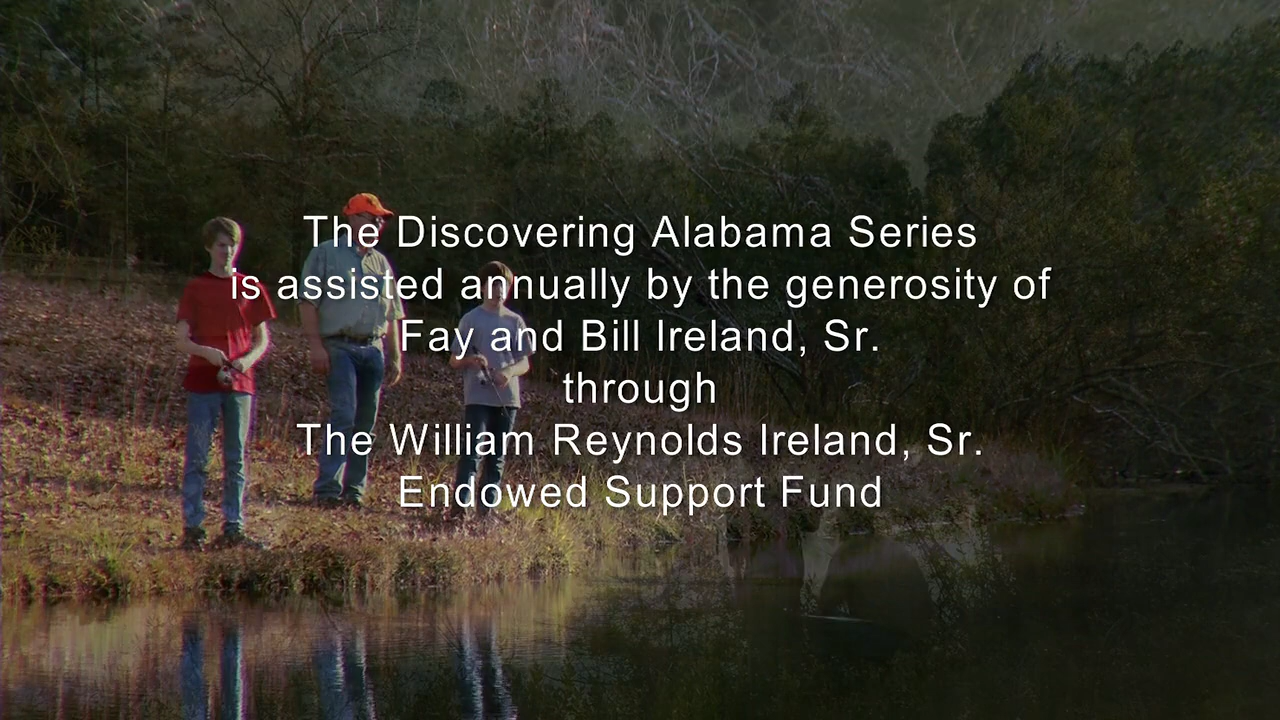 The Discovering Alabama Series
is assisted annually by the generosity of
Fay and Bill Ireland, Sr.
through
The William Reynolds Ireland, Sr.
Endowed Support Fund